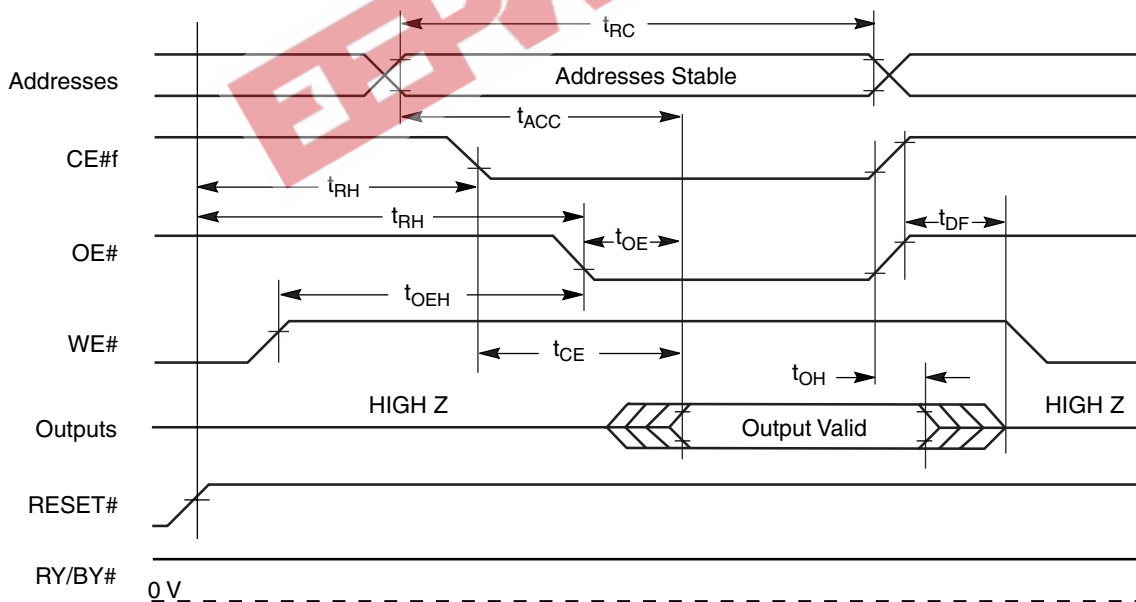 tRC
Addresses
Addresses Stable
tACC
CE#f
tRH
tRH
tDF
OE#
tOE
tOEH
WE#
tCE
tOH
HIGH Z
HIGH Z
Outputs
Output Valid
RESET#
RY/BY#
0 V